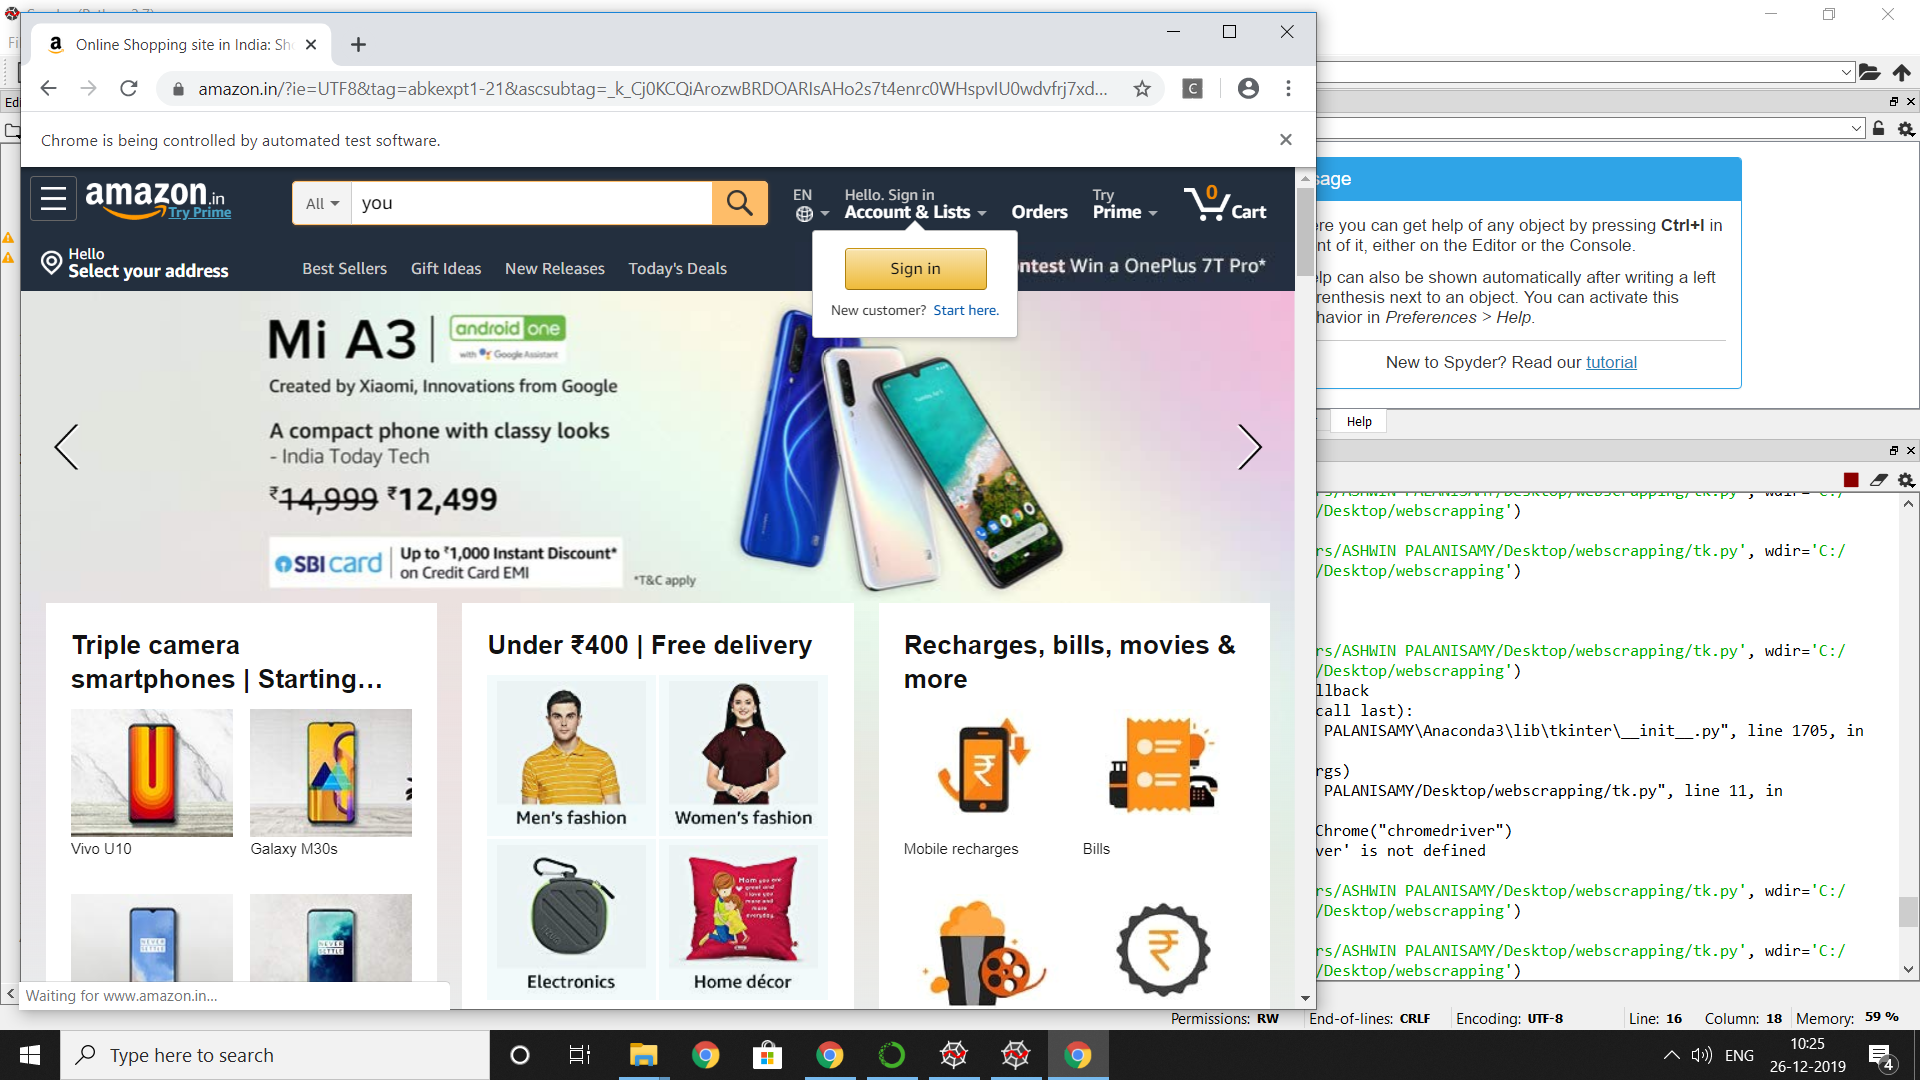 Online Shopping site in India: Sh
amazon.in/?ie=UTF8&tag=abkexpt1-21&ascsubtag=_k_Cj0KCQiArozwBRDOARIsAHo2s7t4enrc0WHspvIU0wdvfrj7xd...
Chrome is being controlled by automated test software.
amazon.in
Try Prime
All
you
EN
Hello. Sign in
Account & Lists
Orders
Try
Prime
0
Cart
Hello
Select your address
Best Sellers
Gift Ideas
New Releases
Today's Deals
ntest Win a OnePlus 7T Pro*
Sign in
New customer? Start here.
Mi A3
android one
with Google Assistant
Created by Xiaomi, Innovations from Google
A compact phone with classy looks
- India Today Tech
₹14,999 ₹12,499
SBI card
Up to ₹1,000 Instant Discount*
on Credit Card EMI
*T&C apply
Triple camera
smartphones | Starting...
Vivo U10
Galaxy M30s
Under ₹400 | Free delivery
Men's fashion
Women's fashion
Electronics
Home décor
Recharges, bills, movies &
more
Mobile recharges
Bills
Waiting for www.amazon.in...
sage
ere you can get help of any object by pressing Ctrl+I in
nt of it, either on the Editor or the Console.
lp can also be shown automatically after writing a left
renthesis next to an object. You can activate this
havior in Preferences > Help.
New to Spyder? Read our tutorial
Help
rs/ASHWIN PALANISAMY/Desktop/webscrapping/tk.py', wdir='C:/
/Desktop/webscrapping')
rs/ASHWIN PALANISAMY/Desktop/webscrapping/tk.py', wdir='C:/
/Desktop/webscrapping')
rs/ASHWIN PALANISAMY/Desktop/webscrapping/tk.py', wdir='C:/
/Desktop/webscrapping')
llback
call last):
PALANISAMY\Anaconda3\lib\tkinter\__init__.py", line 1705, in
rgs)
PALANISAMY/Desktop/webscrapping/tk.py", line 11, in
Chrome("chromedriver")
ver' is not defined
rs/ASHWIN PALANISAMY/Desktop/webscrapping/tk.py', wdir='C:/
/Desktop/webscrapping')
rs/ASHWIN PALANISAMY/Desktop/webscrapping/tk.py', wdir='C:/
/Desktop/webscrapping')
Permissions: RW
End-of-lines: CRLF
Encoding: UTF-8
Line: 16
Column: 18
Memory: 59 %
Type here to search
ENG
10:25
26-12-2019
4